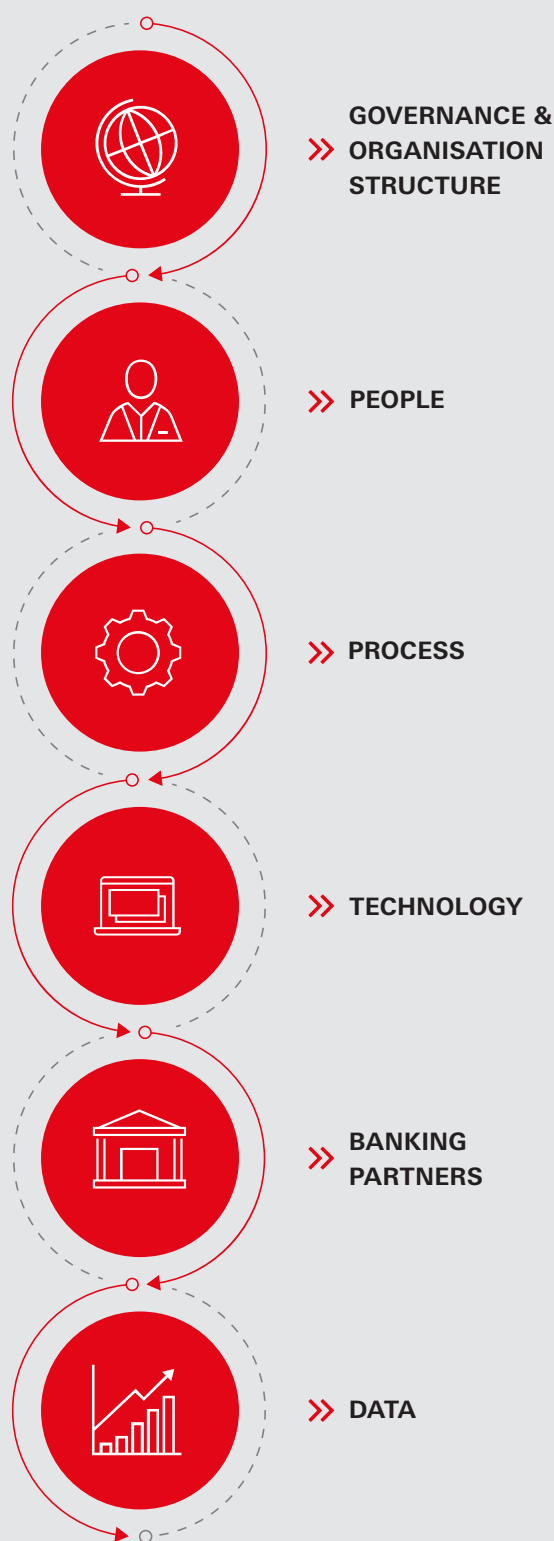 GOVERNANCE &
ORGANISATION
STRUCTURE
PEOPLE
PROCESS
TECHNOLOGY
BANKING
PARTNERS
DATA